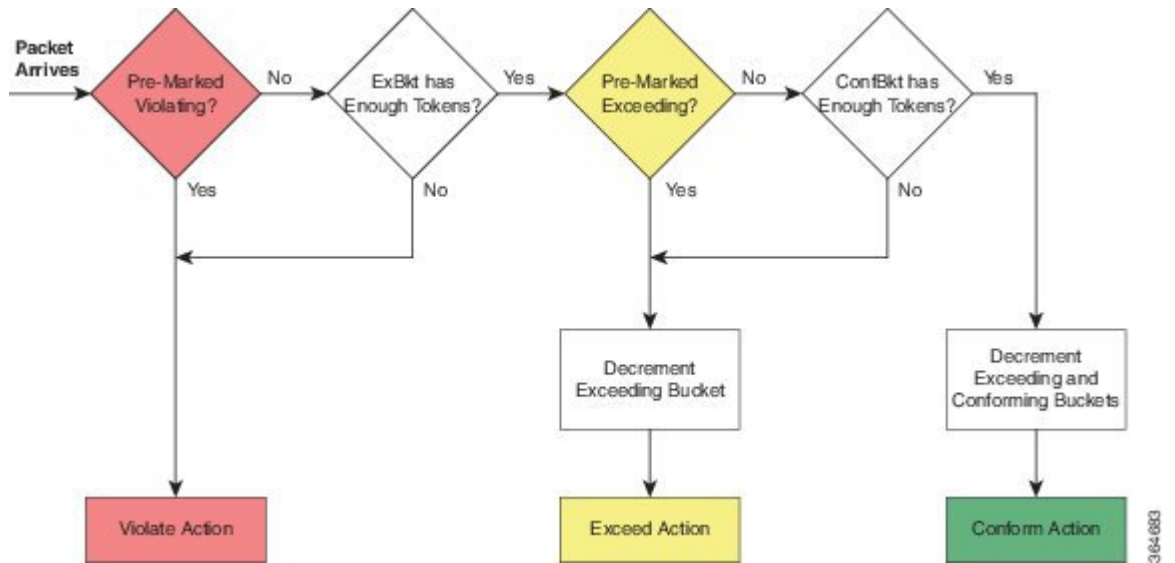 Packet
Arrives
Pre-Marked
Violating?
No
ExBkt has
Enough Tokens?
Yes
Pre-Marked
Exceeding?
No
ConfBkt has
Enough Tokens?
Yes
Yes
No
Yes
No
Decrement
Exceeding Bucket
Decrement
Exceeding and
Conforming Buckets
Violate Action
Exceed Action
Conform Action
364683